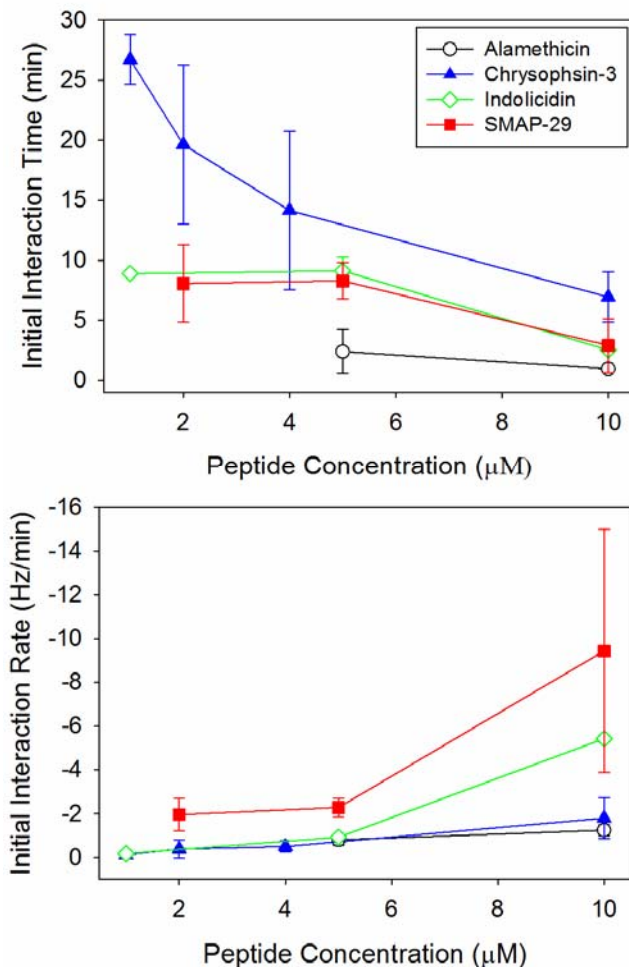 Initial Interaction Time (min)
30
25
20
15
10
5
0
Alamethicin
Chrysophsin-3
Indolicidin
SMAP-29
2 4 6 8 10
Peptide Concentration (μM)
Initial Interaction Rate (Hz/min)
-16
-14
-12
-10
-8
-6
-4
-2
0
2 4 6 8 10
Peptide Concentration (μM)